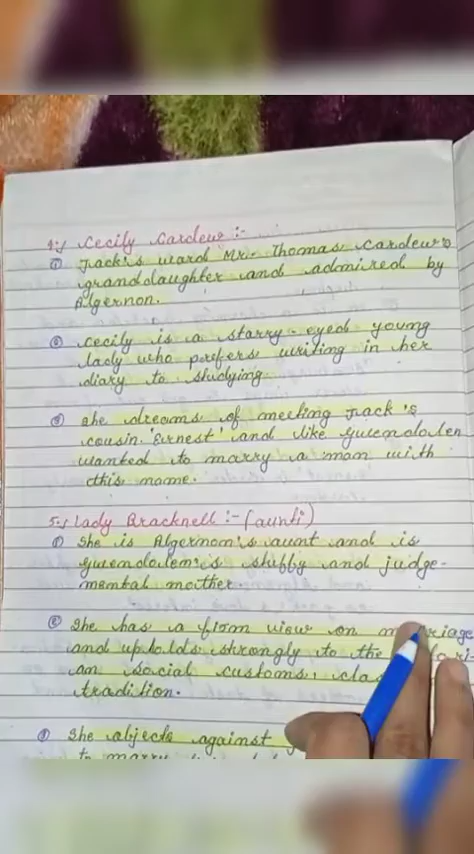 4:) Cecily Cardew :-
① Jack's ward Mr. Thomas Cardew's
granddaughter and admired by
Algernon.
② Cecily is a starry-eyed young
lady who prefers writing in her
diary to studying.
③ She dreams of meeting Jack's
cousin 'Ernest' and like Gwendolen
wanted to marry a man with
this name.
5:) Lady Bracknell :- (aunti)
① She is Algernon's aunt and is
Gwendolen's stuffy and judge-
mental mother.
② She has a firm view on
and upholds strongly to the
social customs,
tradition.
③ She objects against
to marry